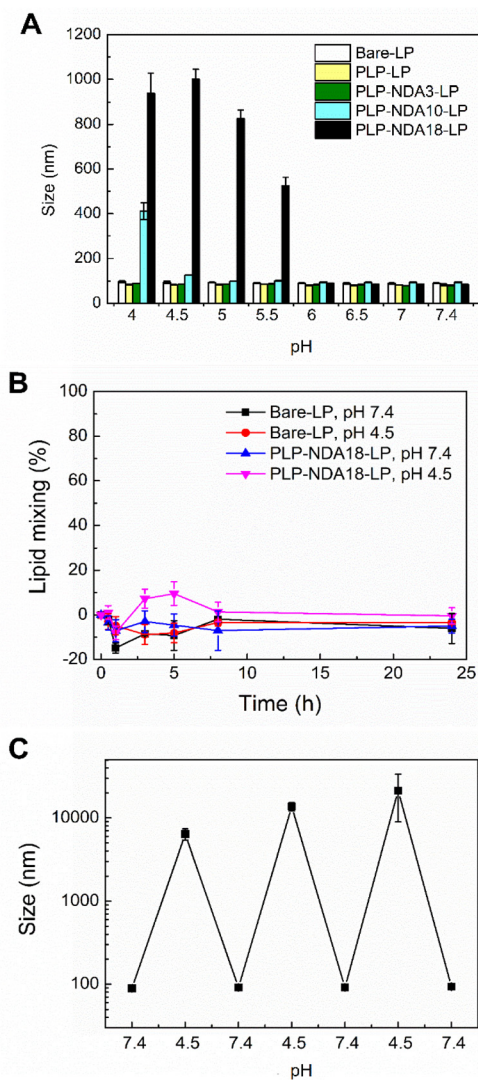 A
1200
1000
800
600
400
200
0
Size (nm)
Bare-LP
PLP-LP
PLP-NDA3-LP
PLP-NDA10-LP
PLP-NDA18-LP
4 4.5 5 5.5 6 6.5 7 7.4
pH
B
100
80
60
40
20
0
-20
Lipid mixing (%)
Bare-LP, pH 7.4
Bare-LP, pH 4.5
PLP-NDA18-LP, pH 7.4
PLP-NDA18-LP, pH 4.5
0 5 10 15 20 25
Time (h)
C
10000
1000
100
Size (nm)
7.4 4.5 7.4 4.5 7.4 4.5 7.4
pH